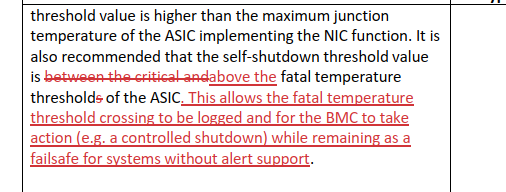 threshold value is higher than the maximum junction
temperature of the ASIC implementing the NIC function. It is
also recommended that the self-shutdown threshold value
is between the critical andabove the fatal temperature
thresholds of the ASIC. This allows the fatal temperature
threshold crossing to be logged and for the BMC to take
action (e.g. a controlled shutdown) while remaining as a
failsafe for systems without alert support.